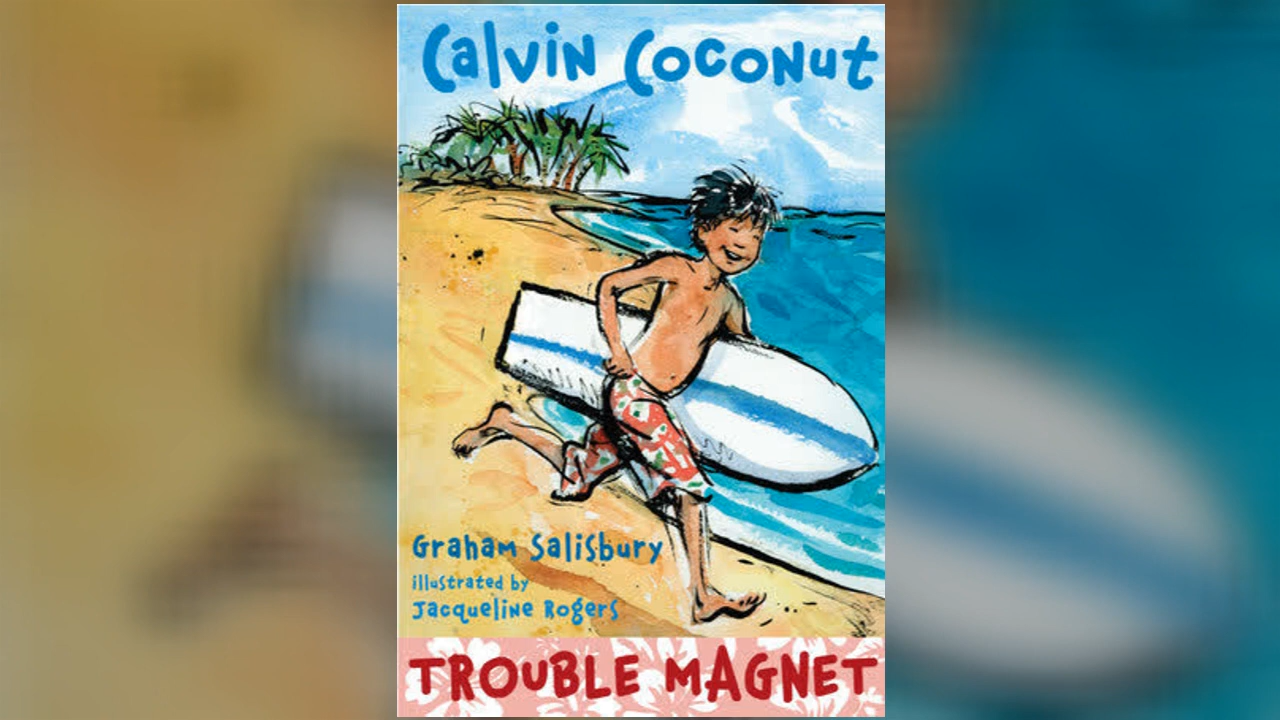 Calvin Coconut
Graham Salisbury
illustrated by
Jacqueline Rogers
TROUBLE MAGNET